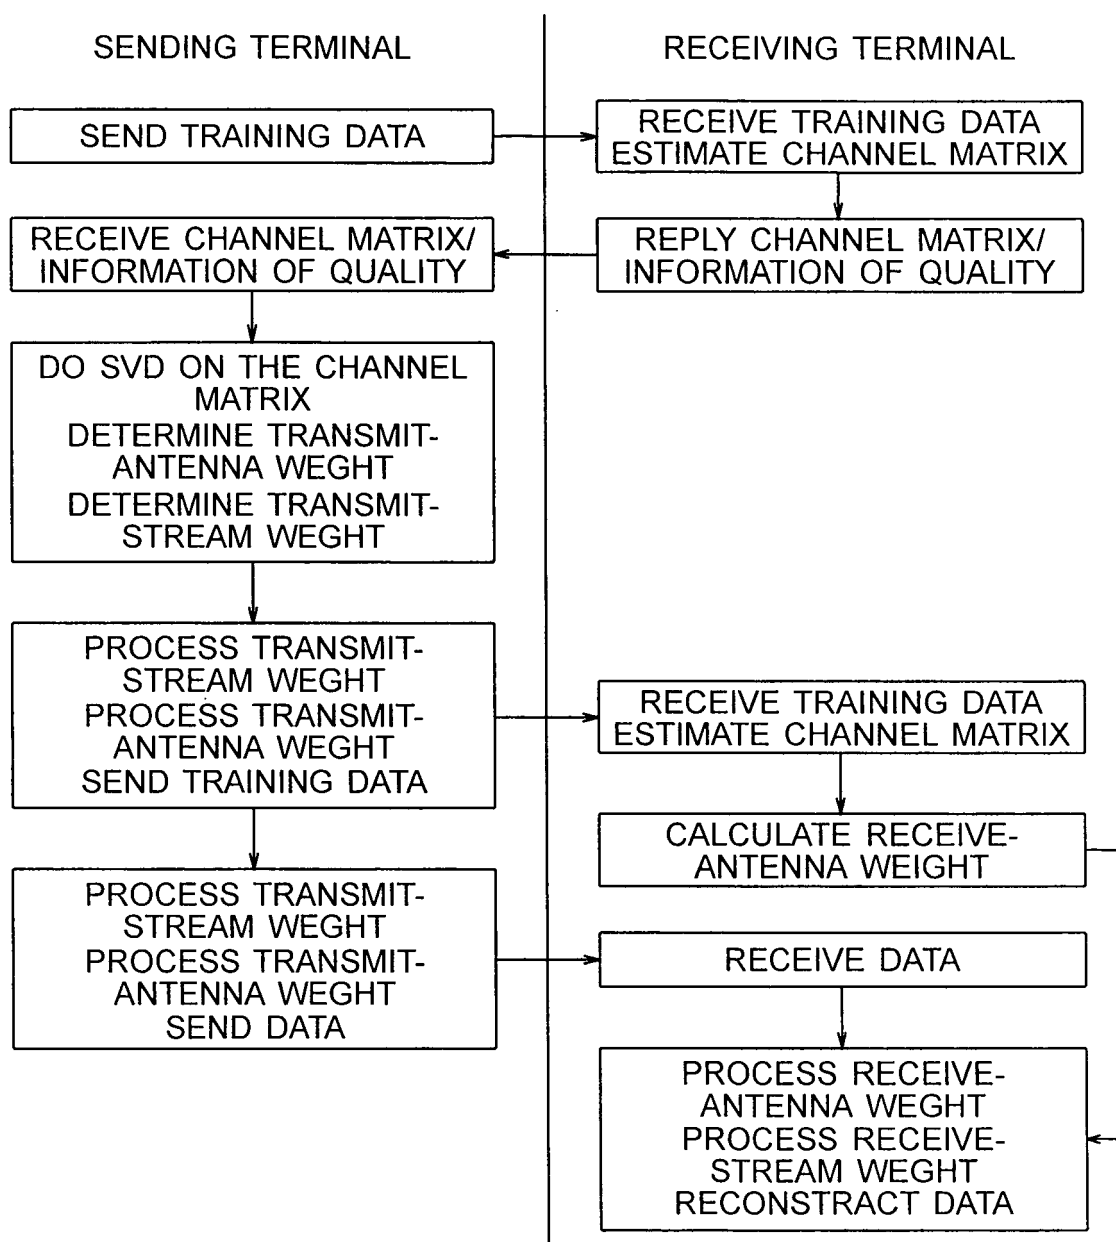 SENDING TERMINAL
RECEIVING TERMINAL
SEND TRAINING DATA
RECEIVE TRAINING DATA
ESTIMATE CHANNEL MATRIX
RECEIVE CHANNEL MATRIX/
INFORMATION OF QUALITY
REPLY CHANNEL MATRIX/
INFORMATION OF QUALITY
DO SVD ON THE CHANNEL
MATRIX
DETERMINE TRANSMIT-
ANTENNA WEGHT
DETERMINE TRANSMIT-
STREAM WEGHT
PROCESS TRANSMIT-
STREAM WEGHT
PROCESS TRANSMIT-
ANTENNA WEGHT
SEND TRAINING DATA
RECEIVE TRAINING DATA
ESTIMATE CHANNEL MATRIX
CALCULATE RECEIVE-
ANTENNA WEIGHT
PROCESS TRANSMIT-
STREAM WEGHT
PROCESS TRANSMIT-
ANTENNA WEGHT
SEND DATA
RECEIVE DATA
PROCESS RECEIVE-
ANTENNA WEGHT
PROCESS RECEIVE-
STREAM WEGHT
RECONSTRACT DATA